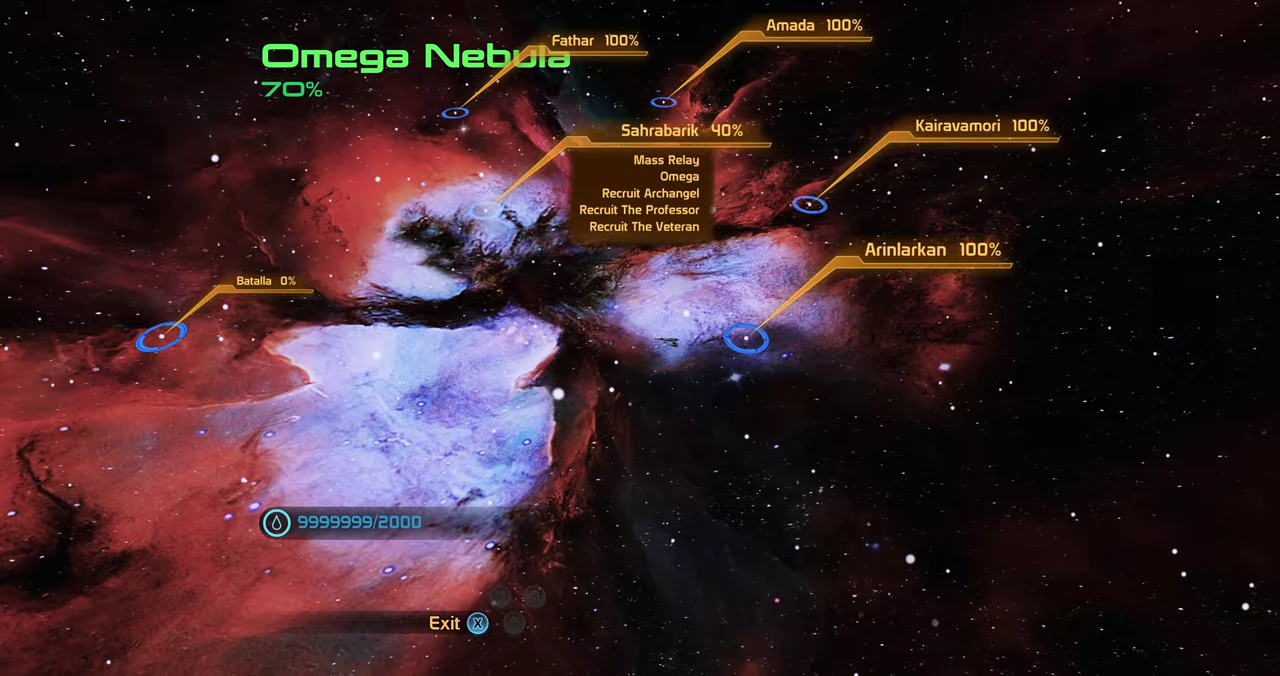 Omega Nebula
70%
Fathar 100%
Amada 100%
Sahrabarik 40%
Mass Relay
Omega
Recruit Archangel
Recruit The Professor
Recruit The Veteran
Kairavamori 100%
Arinlarkan 100%
Batalla 0%
9999999/2000
Exit X